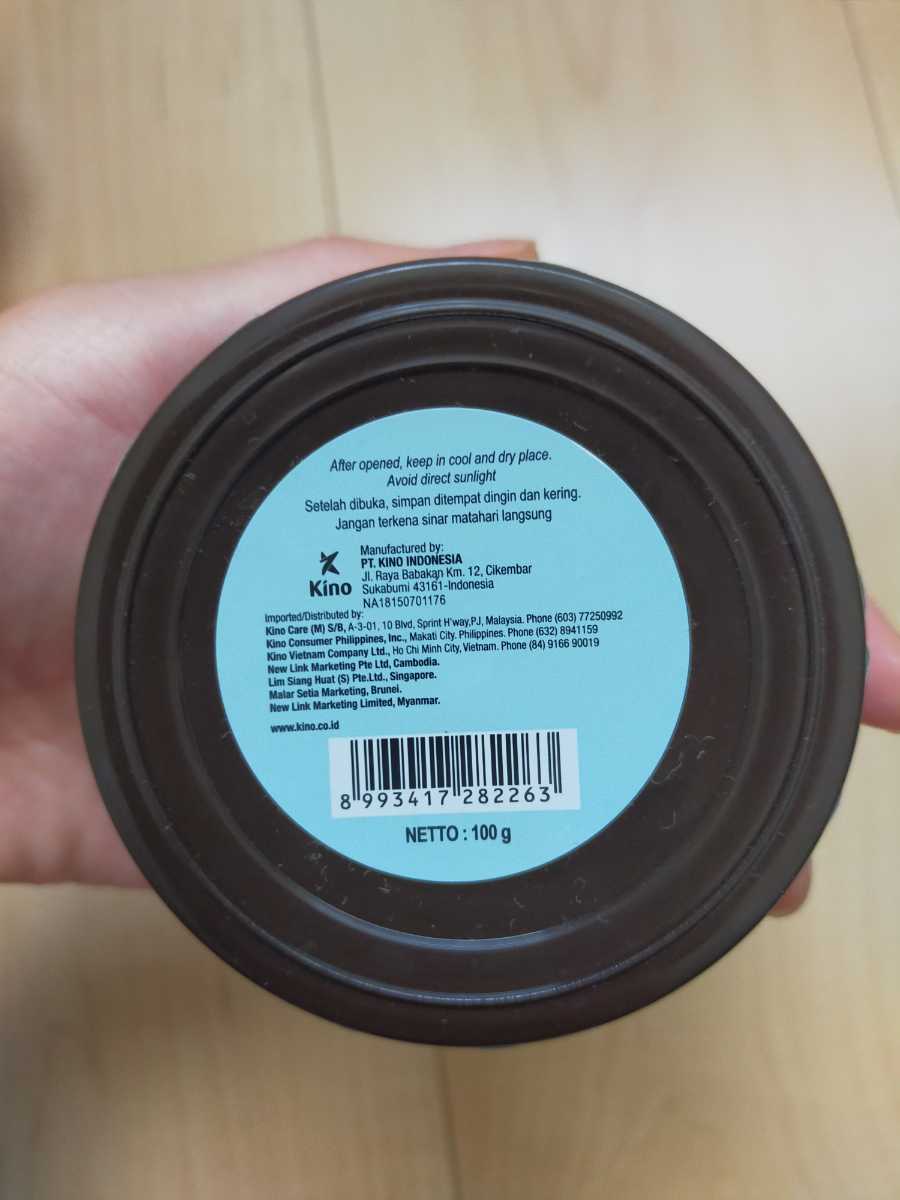 After opened, keep in cool and dry place.
Avoid direct sunlight
Setelah dibuka, simpan ditempat dingin dan kering.
Jangan terkena sinar matahari langsung
Kino
Manufactured by:
PT. KINO INDONESIA
Jl. Raya Babakan Km. 12, Cikembar
Sukabumi 43161-Indonesia
NA18150701176
Imported/Distributed by:
Kino Care (M) S/B, A-3-01, 10 Blvd, Sprint H'way,PJ, Malaysia. Phone (603) 77250992
Kino Consumer Philippines, Inc., Makati City. Philippines. Phone (632) 8941159
Kino Vietnam Company Ltd., Ho Chi Minh City, Vietnam. Phone (84) 9166 90019
New Link Marketing Pte Ltd, Cambodia.
Lim Siang Huat (S) Pte.Ltd., Singapore.
Malar Setia Marketing, Brunei.
New Link Marketing Limited, Myanmar.
www.kino.co.id
8 993417 282263
NETTO : 100 g